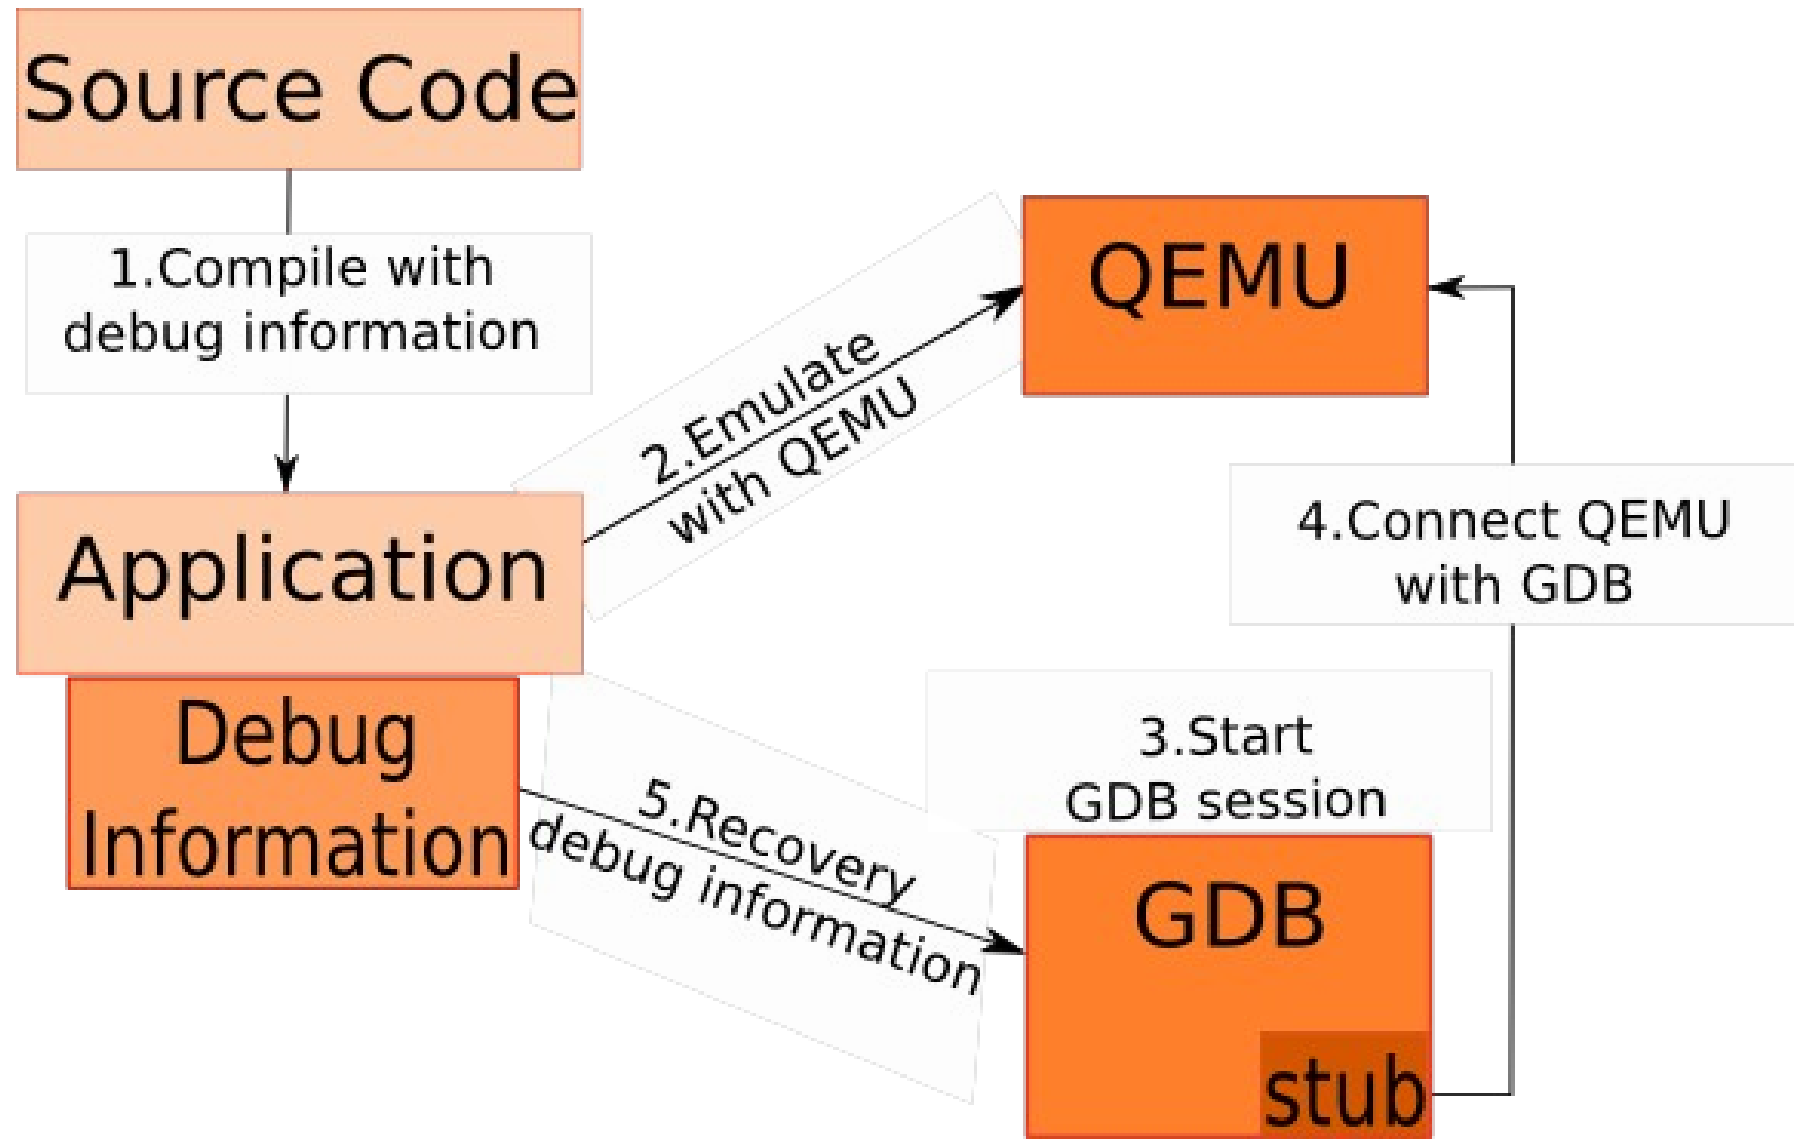 Source Code
1.Compile with
debug information
Application
Debug
Information
2.Emulate
with QEMU
QEMU
3.Start
GDB session
GDB
stub
4.Connect QEMU
with GDB
5.Recovery
debug information